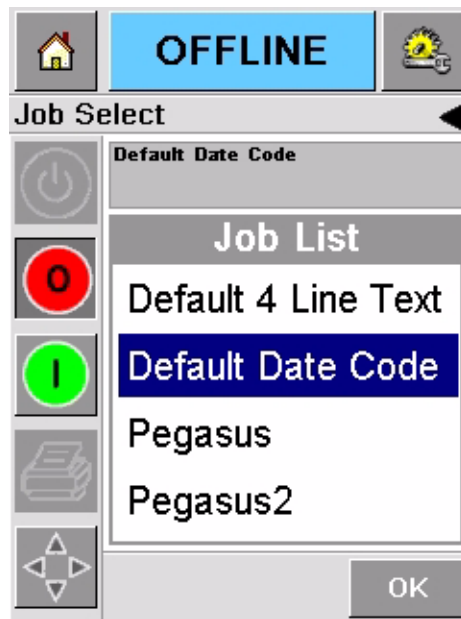 OFFLINE
Job Select
Default Date Code
Job List
Default 4 Line Text
Default Date Code
Pegasus
Pegasus2
O
I
OK